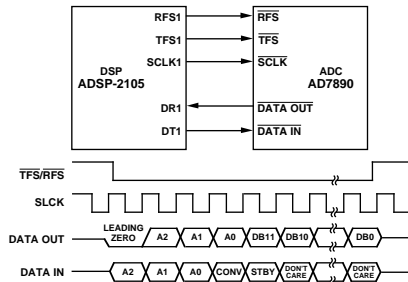 RFS1
RFS
TFS1
TFS
SCLK1
SCLK
DSP
ADSP-2105
ADC
AD7890
DR1
DATA OUT
DT1
DATA IN
TFS/RFS
SLCK
DATA OUT
LEADING
ZERO
A2
A1
A0
DB11
DB10
DB0
DATA IN
A2
A1
A0
CONV
STBY
DON'T
CARE
DON'T
CARE